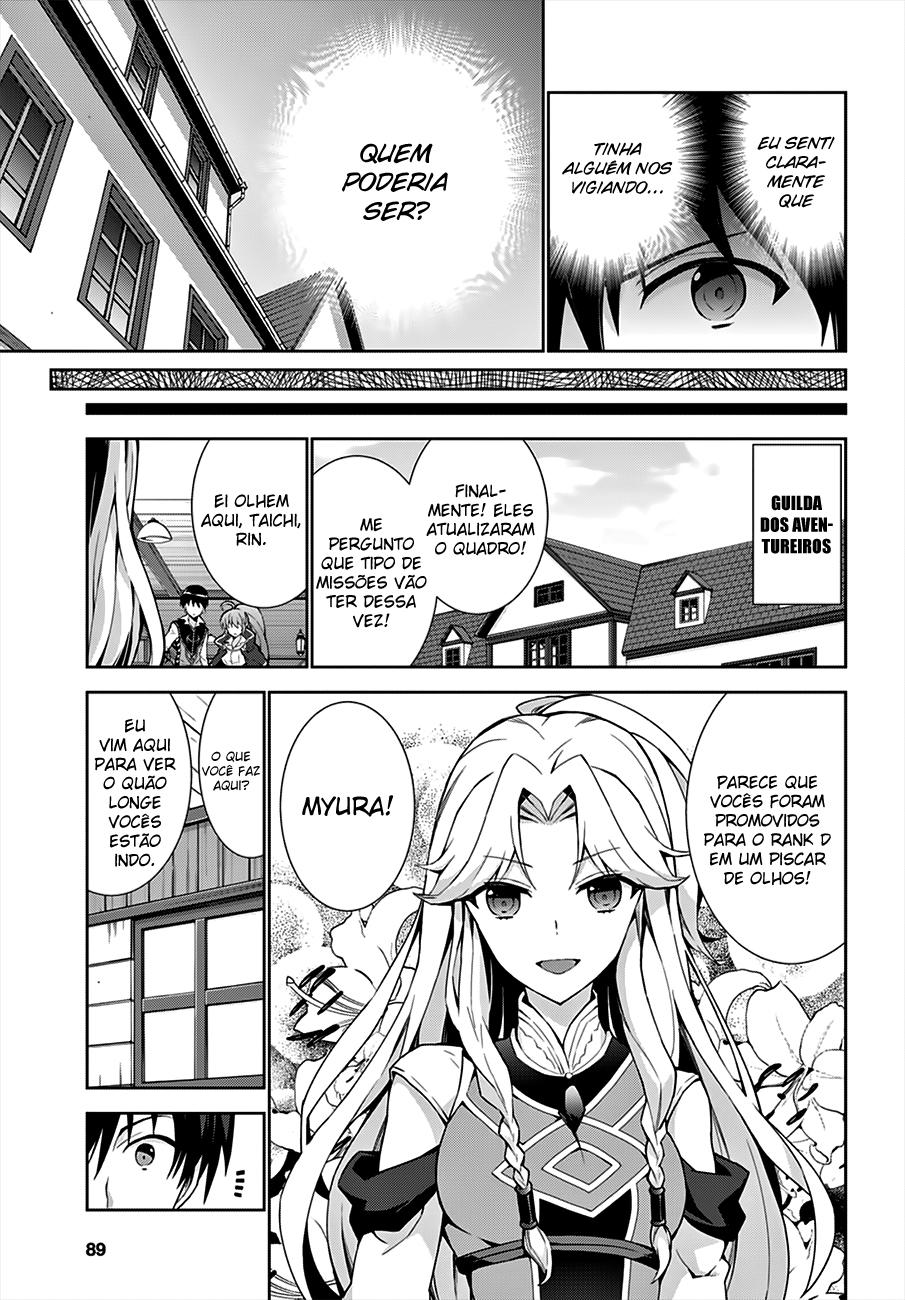 EU SENTI
CLARA-
MENTE QUE
TINHA
ALGUÉM NOS
VIGIANDO...
QUEM
PODERIA
SER?
GUILDA
DOS AVEN-
TUREIROS
FINAL-
MENTE! ELES
ATUALIZARAM
O QUADRO!
ME
PERGUNTO
QUE TIPO DE
MISSÕES VÃO
TER DESSA
VEZ!
EI OLHEM
AQUI, TAICHI,
RIN.
PARECE QUE
VOCÊS FORAM
PROMOVIDOS
PARA O RANK D
EM UM PISCAR
DE OLHOS!
MYURA!
O QUE
VOCÊ FAZ
AQUI?
EU
VIM AQUI
PARA VER
O QUÃO
LONGE
VOCÊS
ESTÃO
INDO.
89